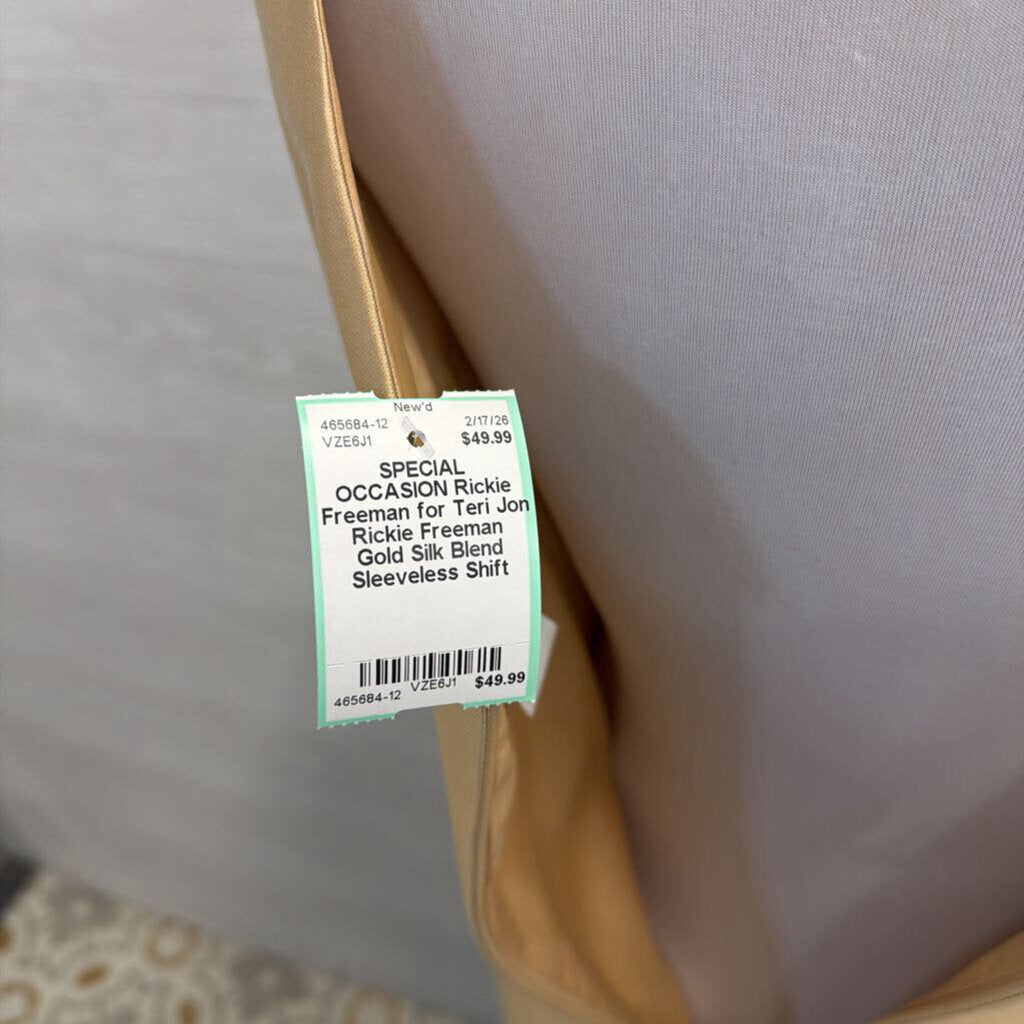 New'd
465684-12 2/17/26
VZE6J1 $49.99
SPECIAL
OCCASION Rickie
Freeman for Teri Jon
Rickie Freeman
Gold Silk Blend
Sleeveless Shift
465684-12 VZE6J1 $49.99